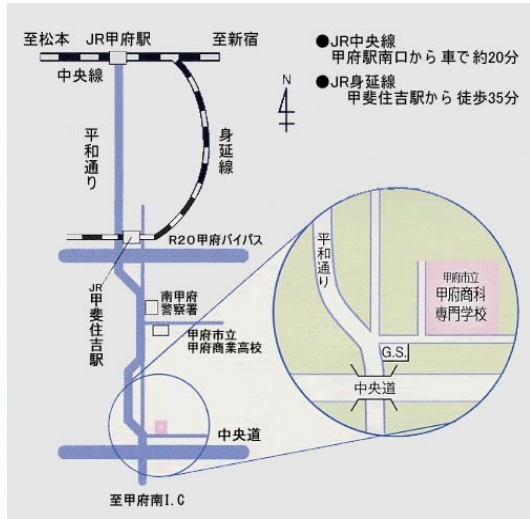 至松本
JR甲府駅
至新宿
中央線
●JR中央線
甲府駅南口から 車で 約20分
●JR身延線
甲斐住吉駅から 徒歩35分
N
平和通り
身延線
R20甲府バイパス
JR
甲斐住吉駅
南甲府
警察署
甲府市立
甲府商業高校
中央道
至甲府南I.C
平和通り
甲府市立
甲府商科
専門学校
G.S.
中央道